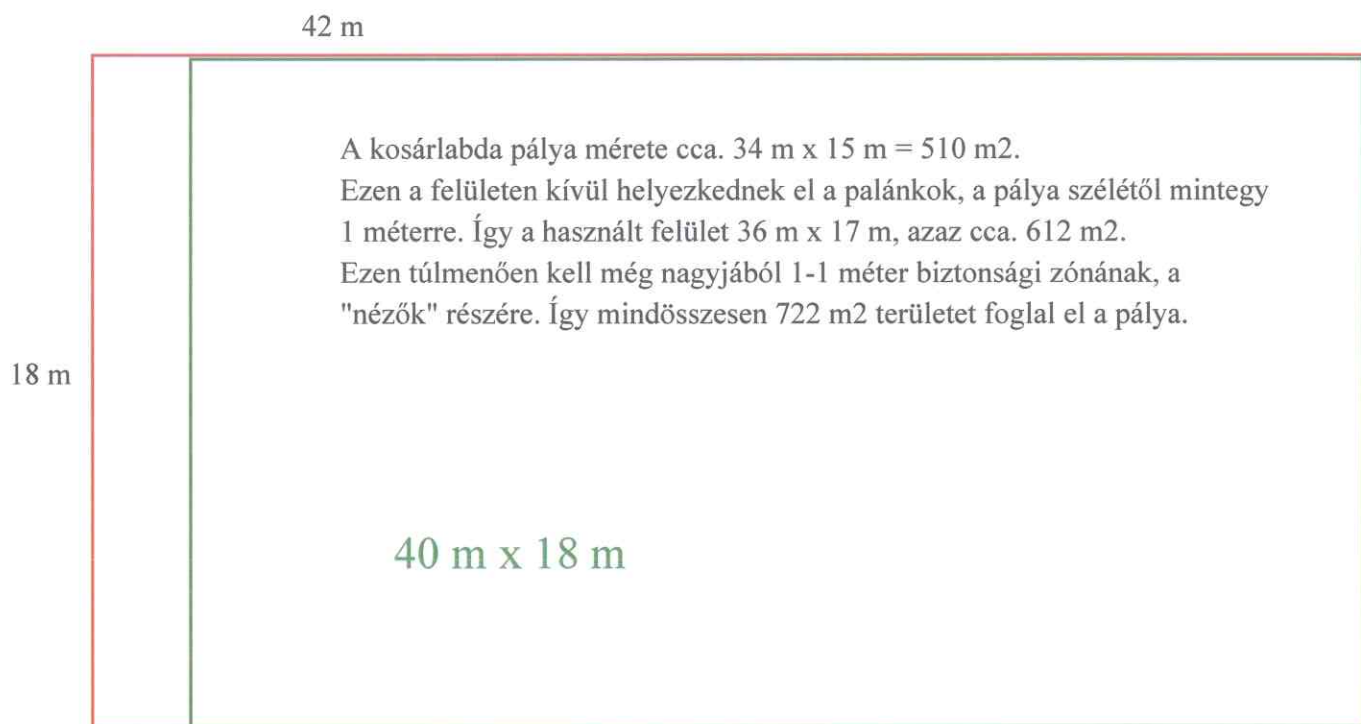 42 m
A kosárlabda pálya mérete cca. 34 m x 15 m = 510 m2.
Ezen a felületen kívül helyezkednek el a palánkok, a pálya szélétől mintegy
1 méterre. Így a használt felület 36 m x 17 m, azaz cca. 612 m2.
Ezen túlmenően kell még nagyjából 1-1 méter biztonsági zónának, a
"nézők" részére. Így mindösszesen 722 m2 területet foglal el a pálya.
18 m
40 m x 18 m